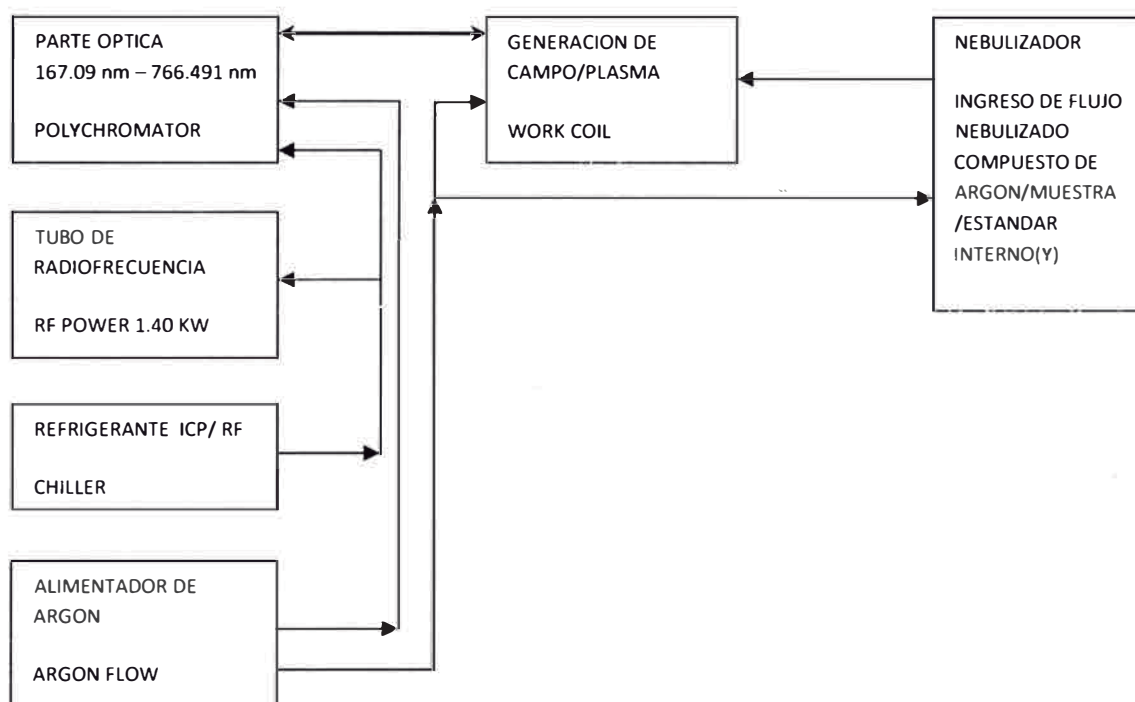 PARTE OPTICA
167.09 nm – 766.491 nm
POLYCHROMATOR
GENERACION DE
CAMPO/PLASMA
WORK COIL
NEBULIZADOR
INGRESO DE FLUJO
NEBULIZADO
COMPUESTO DE
ARGON/MUESTRA
/ESTANDAR
INTERNO(Y)
TUBO DE
RADIOFRECUENCIA
RF POWER 1.40 KW
REFRIGERANTE ICP/ RF
CHILLER
ALIMENTADOR DE
ARGON
ARGON FLOW